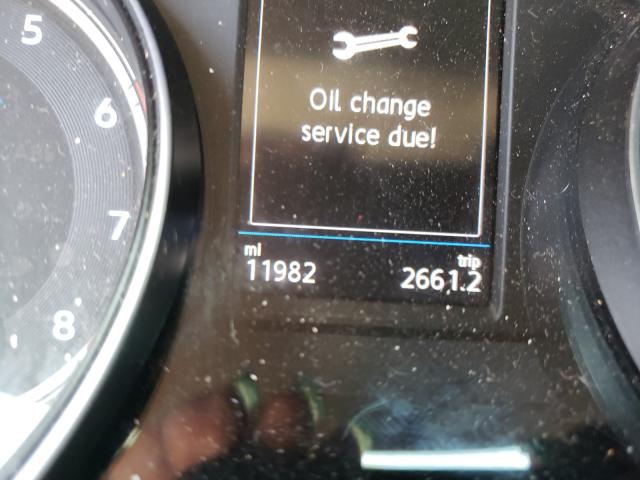 5
6
7
8
Oil change
service due!
mi trip
11982 2661.2